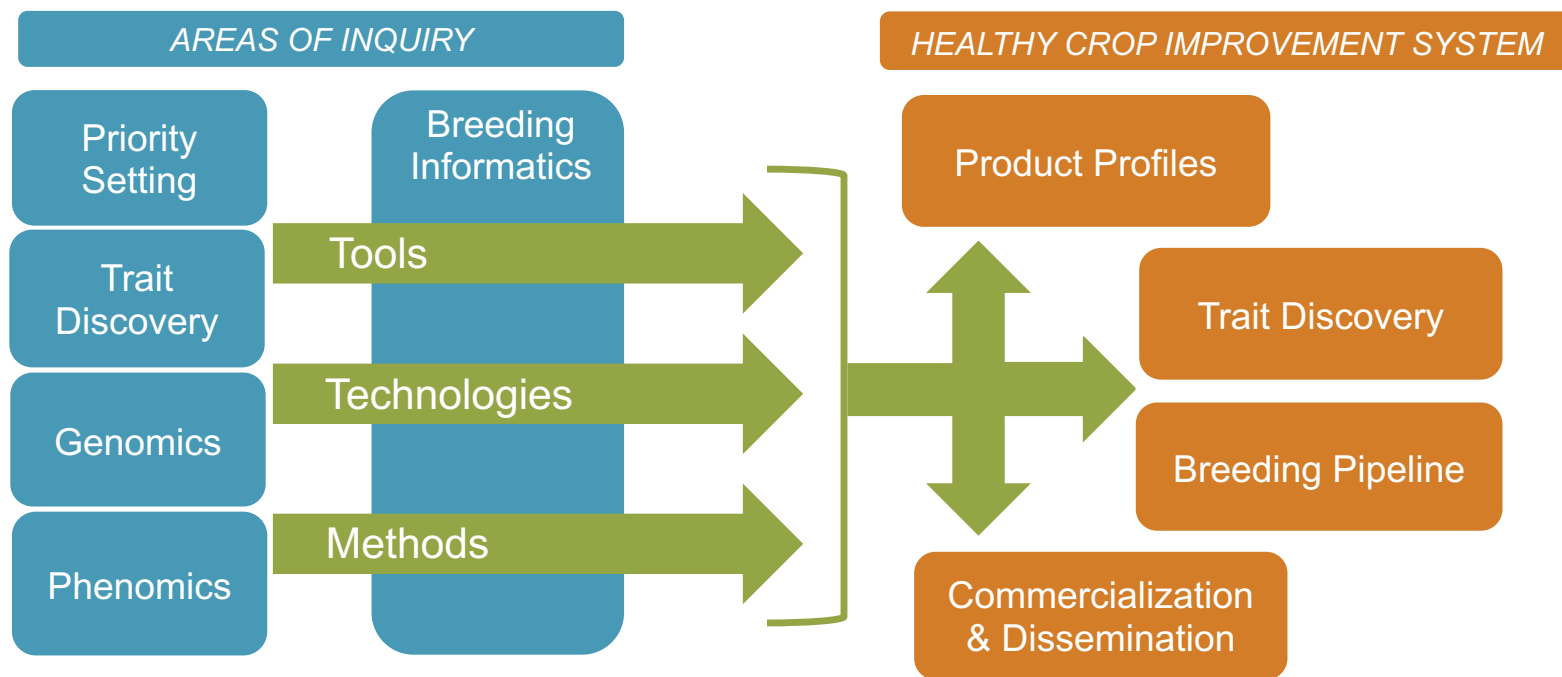 AREAS OF INQUIRY
HEALTHY CROP IMPROVEMENT SYSTEM
Priority
Setting
Trait
Discovery
Genomics
Phenomics
Breeding
Informatics
Tools
Technologies
Methods
Product Profiles
Trait Discovery
Breeding Pipeline
Commercialization
& Dissemination